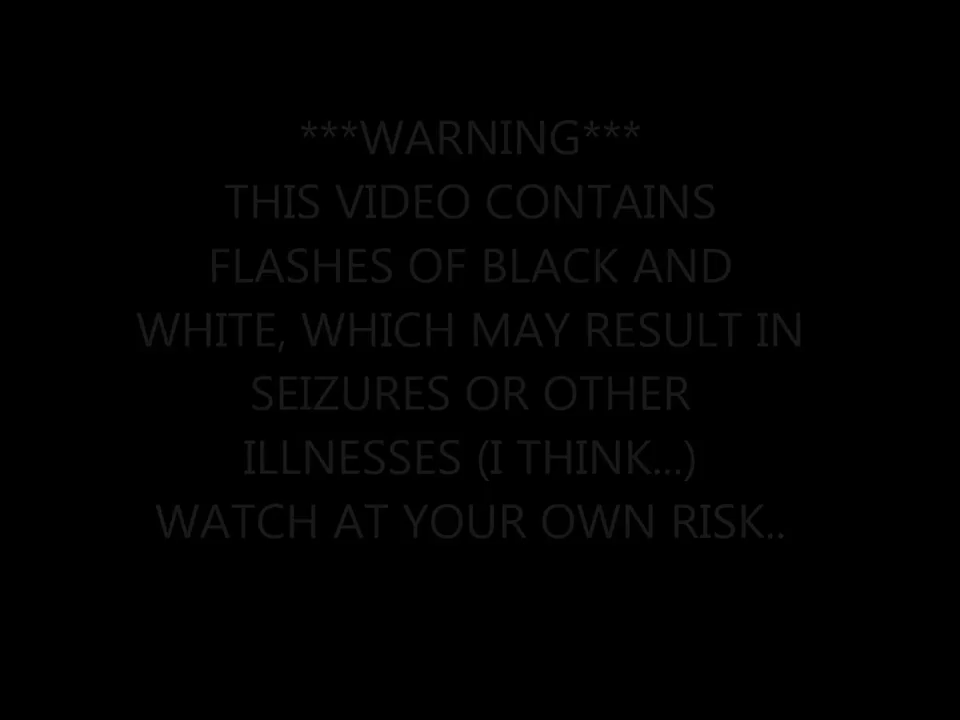 ***WARNING***
THIS VIDEO CONTAINS
FLASHES OF BLACK AND
WHITE, WHICH MAY RESULT IN
SEIZURES OR OTHER
ILLNESSES (I THINK...)
WATCH AT YOUR OWN RISK..